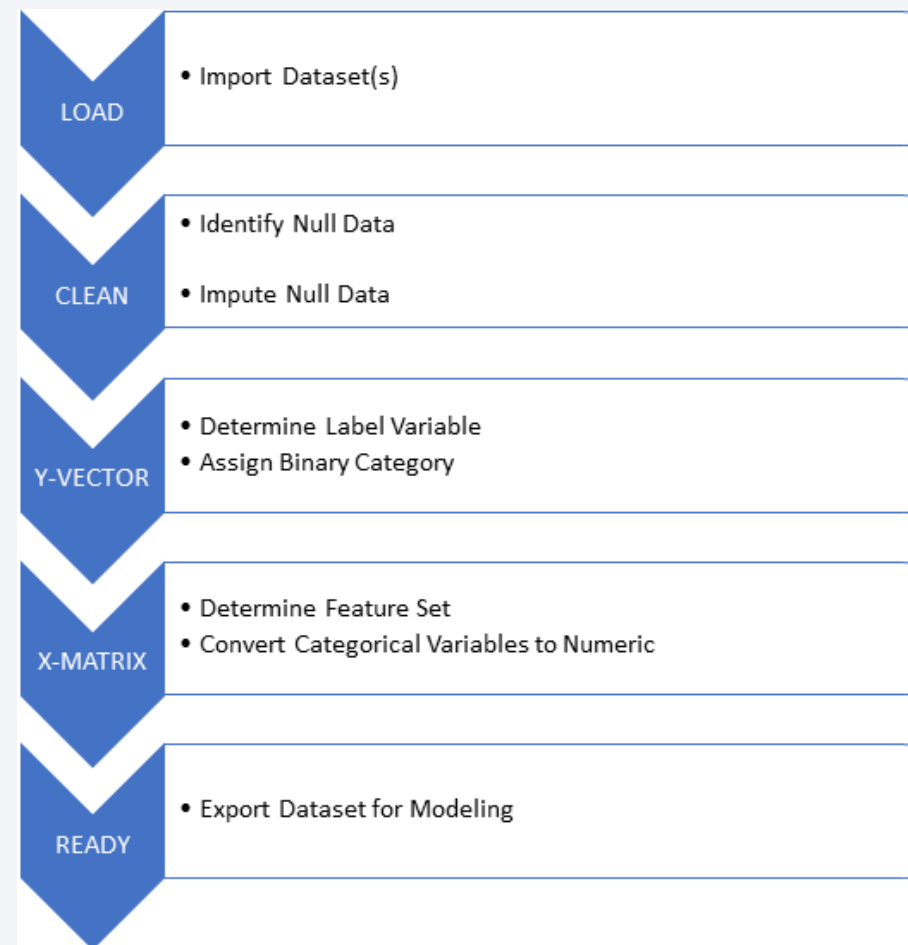 LOAD
• Import Dataset(s)
CLEAN
• Identify Null Data
• Impute Null Data
Y-VECTOR
• Determine Label Variable
• Assign Binary Category
X-MATRIX
• Determine Feature Set
• Convert Categorical Variables to Numeric
READY
• Export Dataset for Modeling